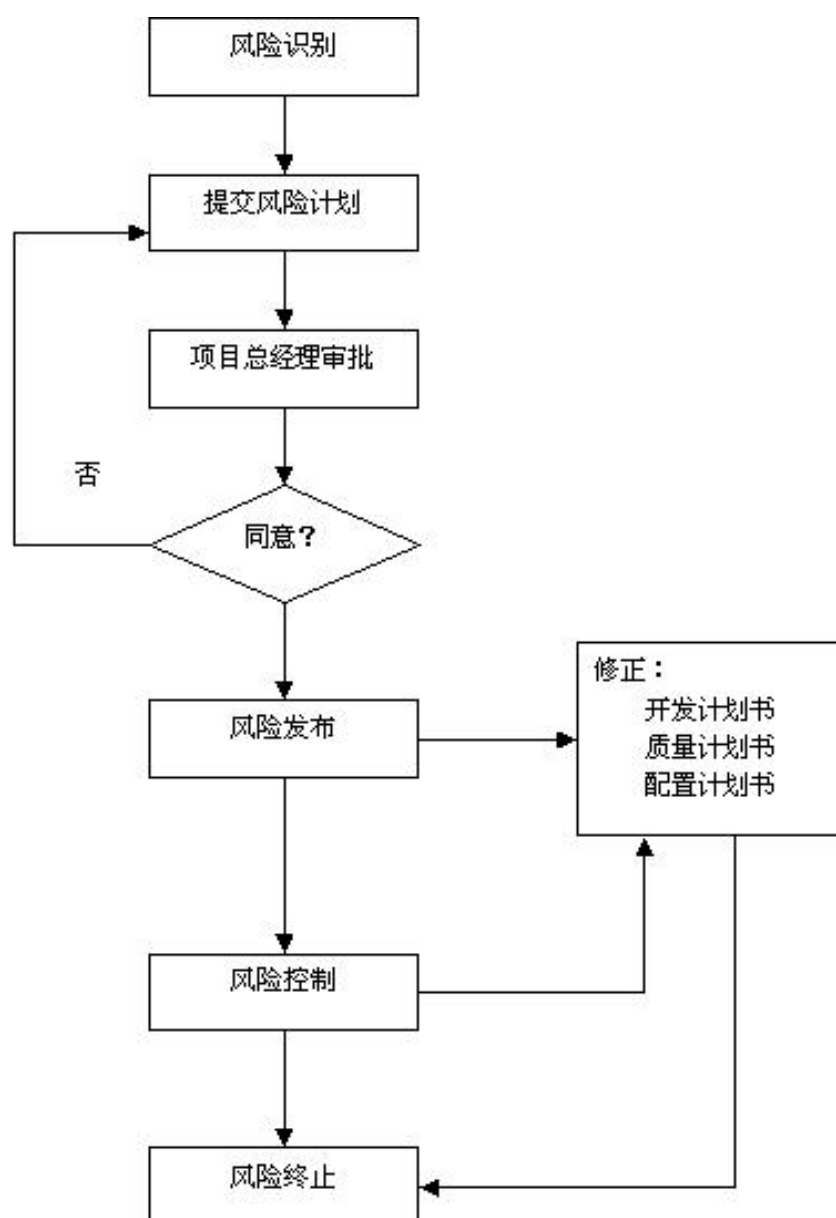 风险识别
提交风险计划
项目总经理审批
否
同意？
风险发布
修正：
开发计划书
质量计划书
配置计划书
风险控制
风险终止